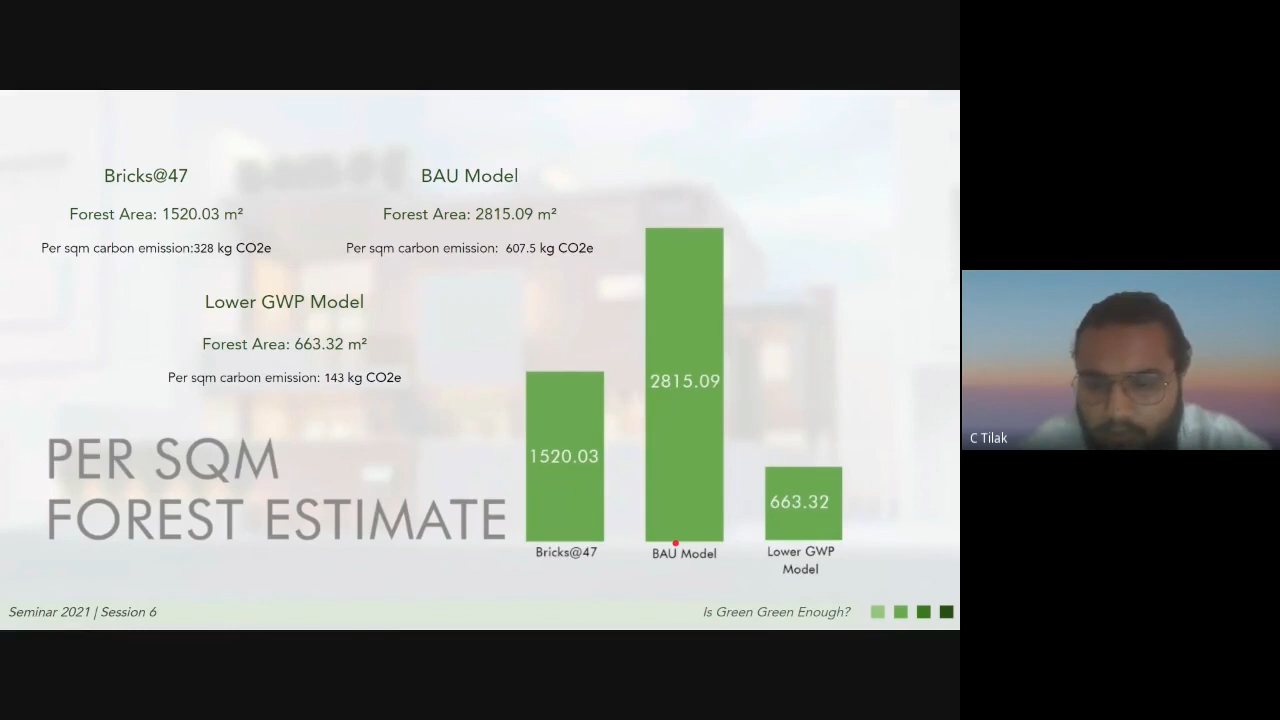 Bricks@47
Forest Area: 1520.03 m²
Per sqm carbon emission:328 kg CO2e
BAU Model
Forest Area: 2815.09 m²
Per sqm carbon emission: 607.5 kg CO2e
Lower GWP Model
Forest Area: 663.32 m²
Per sqm carbon emission: 143 kg CO2e
PER SQM
FOREST ESTIMATE
1520.03
2815.09
663.32
Bricks@47
BAU Model
Lower GWP
Model
Seminar 2021 | Session 6
Is Green Green Enough?
C Tilak